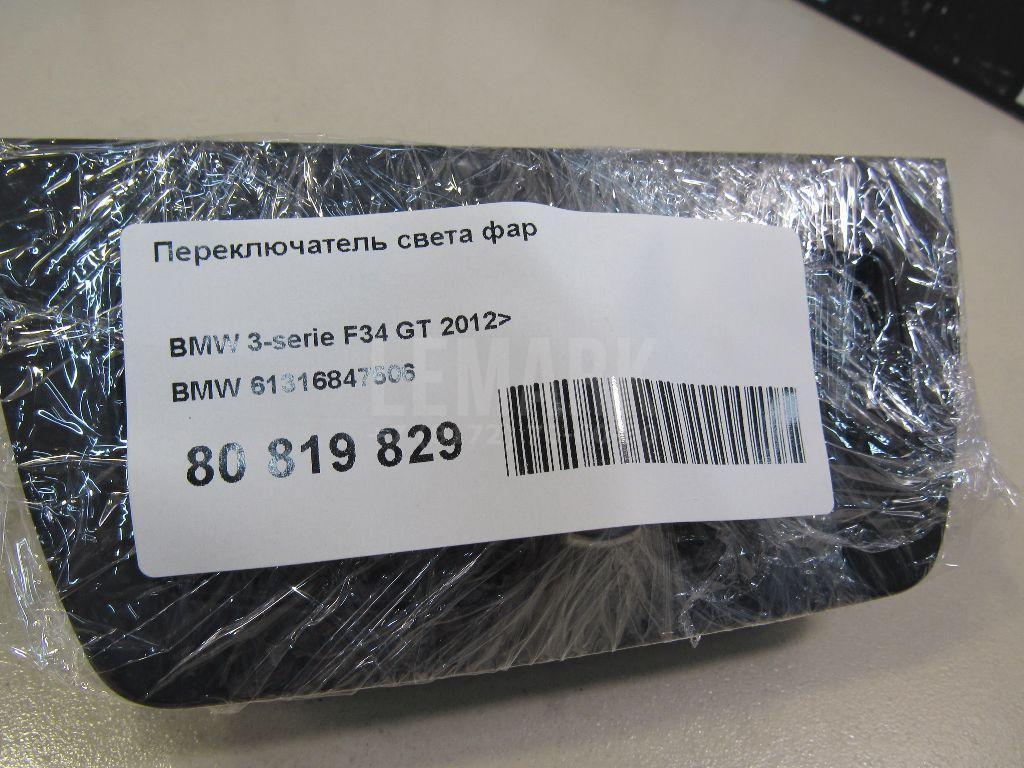 Переключатель света фар
BMW 3-serie F34 GT 2012>
BMW 61316847506
80 819 829
LEMARK